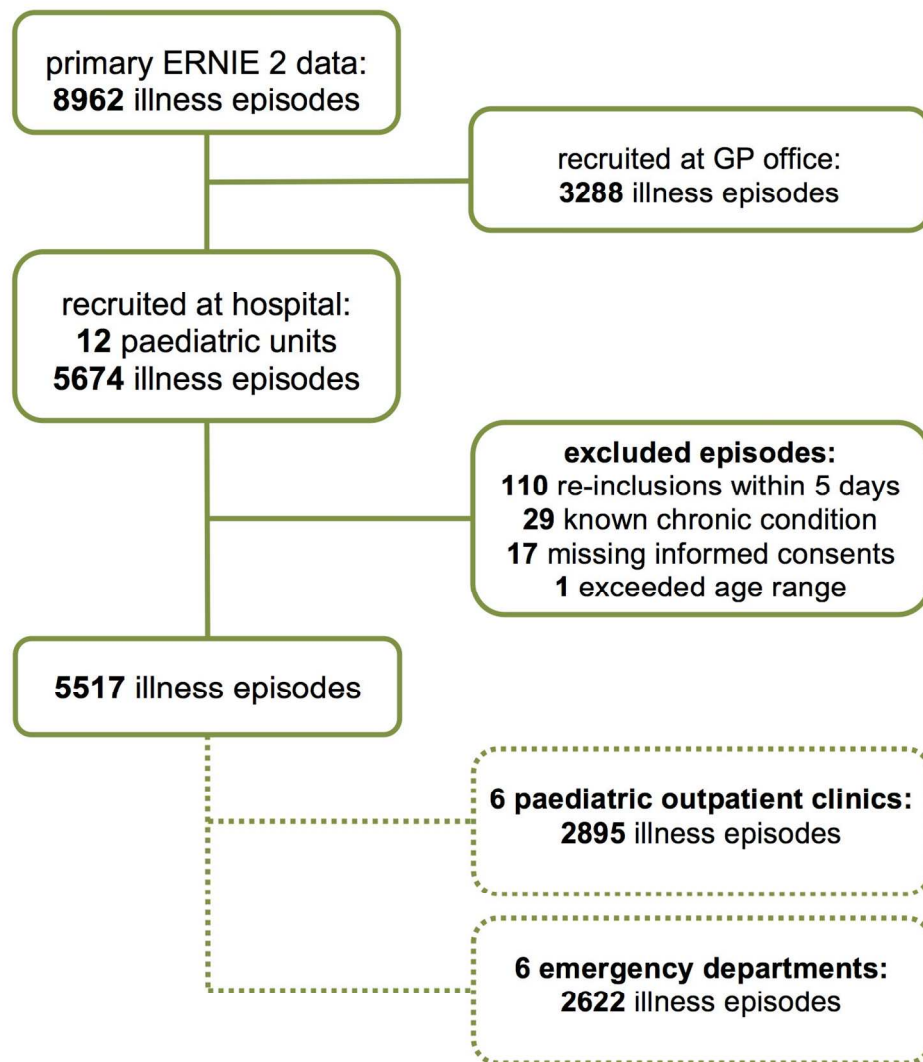 primary ERNIE 2 data:
8962 illness episodes
recruited at GP office:
3288 illness episodes
recruited at hospital:
12 paediatric units
5674 illness episodes
excluded episodes:
110 re-inclusions within 5 days
29 known chronic condition
17 missing informed consents
1 exceeded age range
5517 illness episodes
6 paediatric outpatient clinics:
2895 illness episodes
6 emergency departments:
2622 illness episodes